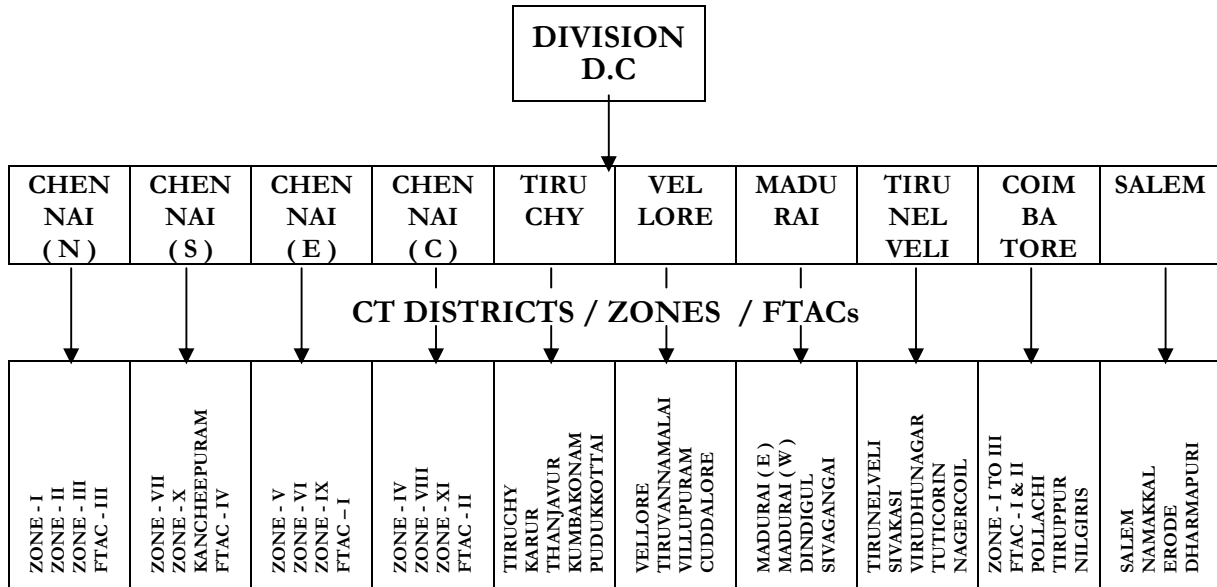 DIVISION
D.C
CHEN
NAI
( N )
CHEN
NAI
( S )
CHEN
NAI
( E )
CHEN
NAI
( C )
TIRU
CHY
VEL
LORE
MADU
RAI
TIRU
NEL
VELI
COIM
BA
TORE
SALEM
CT DISTRICTS / ZONES / FTACs
ZONE - I
ZONE - II
ZONE - III
FTAC -III
ZONE - VII
ZONE - X
KANCHEEPURAM
FTAC -IV
ZONE - V
ZONE - VI
ZONE - IX
FTAC – I
ZONE - IV
ZONE - VIII
ZONE - XI
FTAC - II
TIRUCHY
KARUR
THANJAVUR
KUMBAKONAM
PUDUKKOTTAI
VELLORE
TIRUVANNAMALAI
VILLUPURAM
CUDDALORE
MADURAI ( E )
MADURAI ( W )
DINDIGUL
SIVAGANGAI
TIRUNELVELI
SIVAKASI
VIRUDHUNAGAR
TUTICORIN
NAGERCOIL
ZONE - I TO III
FTAC - I & II
POLLACHI
TIRUPPUR
NILGIRIS
SALEM
NAMAKKAL
ERODE
DHARMAPURI